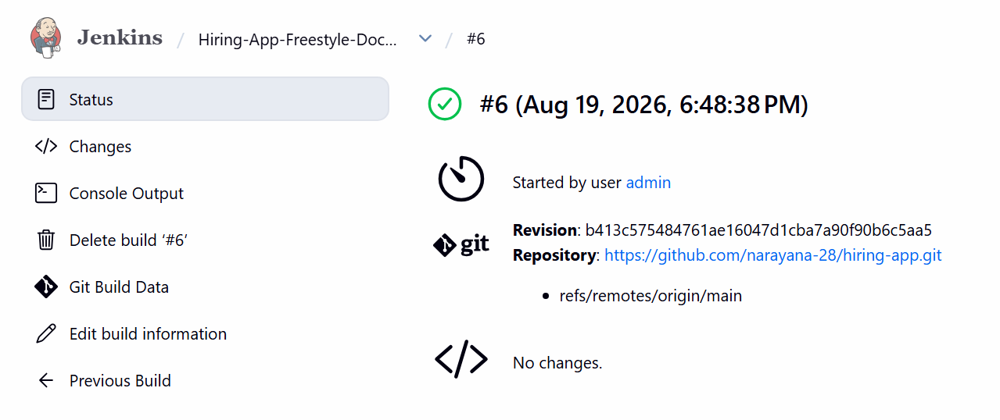 Jenkins / Hiring-App-Freestyle-Doc... / #6
Status
Changes
Console Output
Delete build ‘#6’
Git Build Data
Edit build information
Previous Build
#6 (Aug 19, 2026, 6:48:38 PM)
Started by user admin
git
Revision: b413c575484761ae16047d1cba7a90f90b6c5aa5
Repository: https://github.com/narayana-28/hiring-app.git
• refs/remotes/origin/main
No changes.